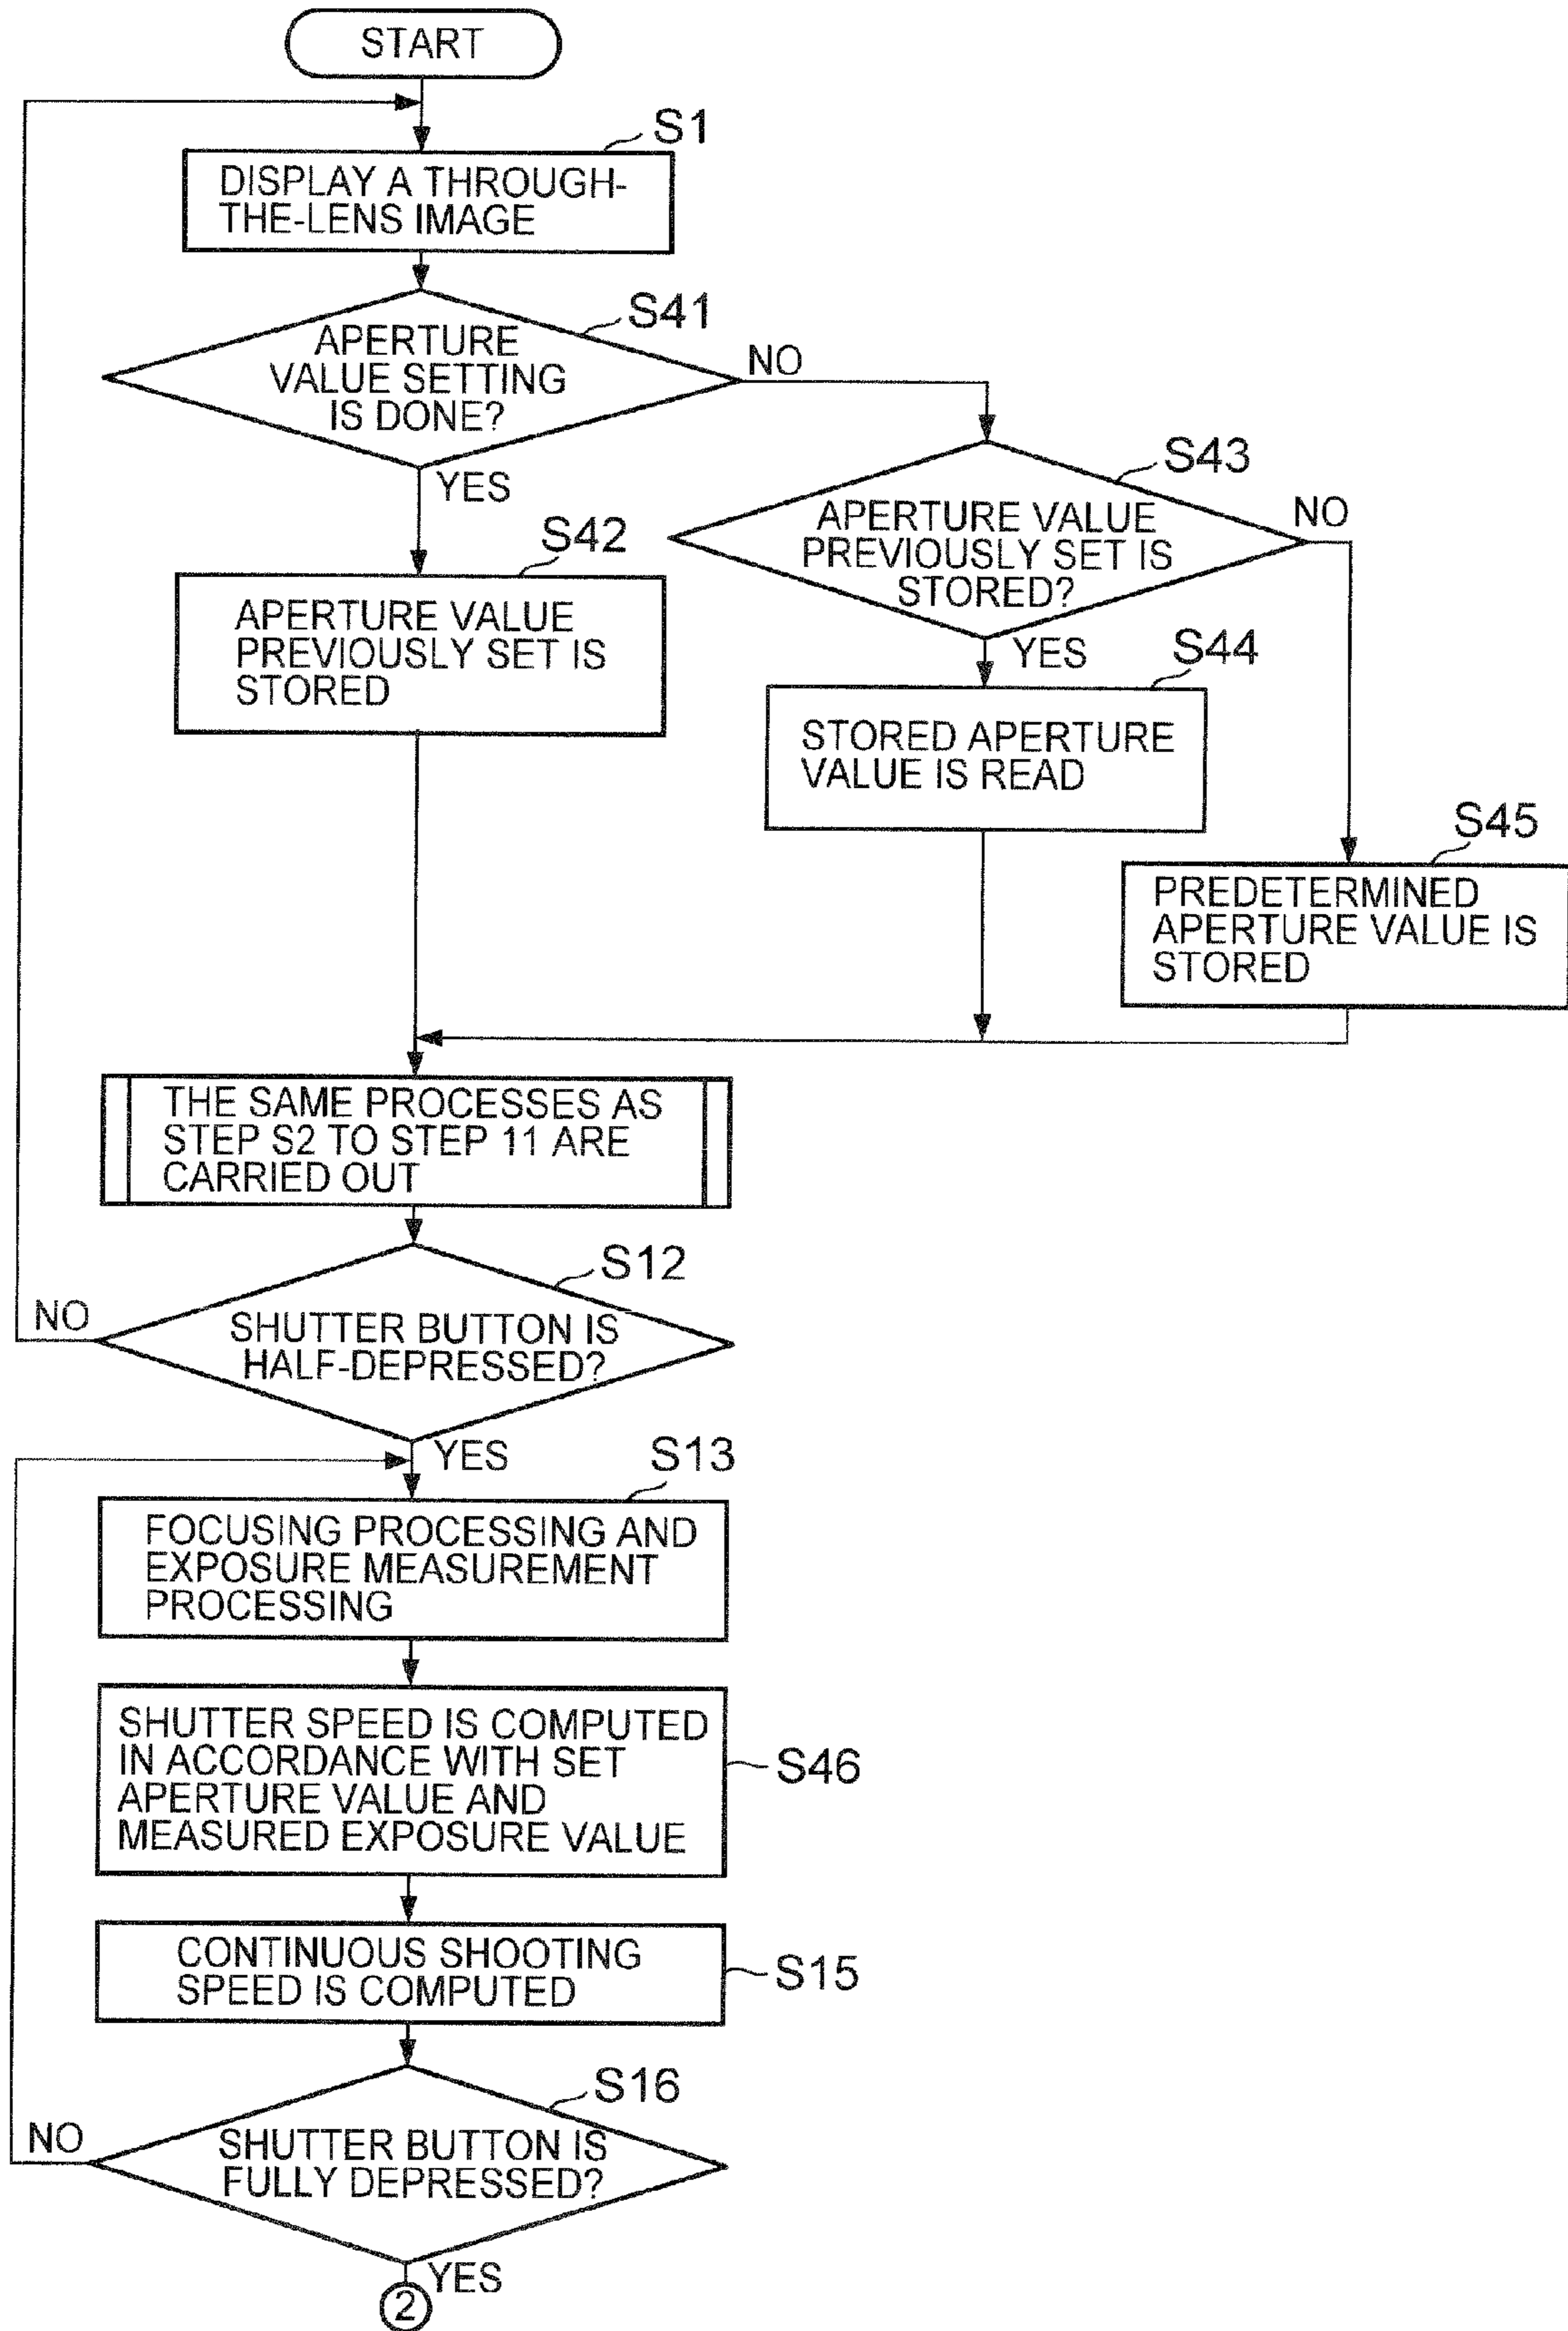 START
S1
DISPLAY A THROUGH-
THE-LENS IMAGE
S41
APERTURE
VALUE SETTING
IS DONE?
NO
YES
S43
APERTURE VALUE
PREVIOUSLY SET IS
STORED?
NO
YES
S42
APERTURE VALUE
PREVIOUSLY SET IS
STORED
S44
STORED APERTURE
VALUE IS READ
S45
PREDETERMINED
APERTURE VALUE IS
STORED
THE SAME PROCESSES AS
STEP S2 TO STEP 11 ARE
CARRIED OUT
S12
SHUTTER BUTTON IS
HALF-DEPRESSED?
NO
YES
S13
FOCUSING PROCESSING AND
EXPOSURE MEASUREMENT
PROCESSING
SHUTTER SPEED IS COMPUTED
IN ACCORDANCE WITH SET
APERTURE VALUE AND
MEASURED EXPOSURE VALUE
S46
CONTINUOUS SHOOTING
SPEED IS COMPUTED
S15
S16
SHUTTER BUTTON IS
FULLY DEPRESSED?
NO
YES
2